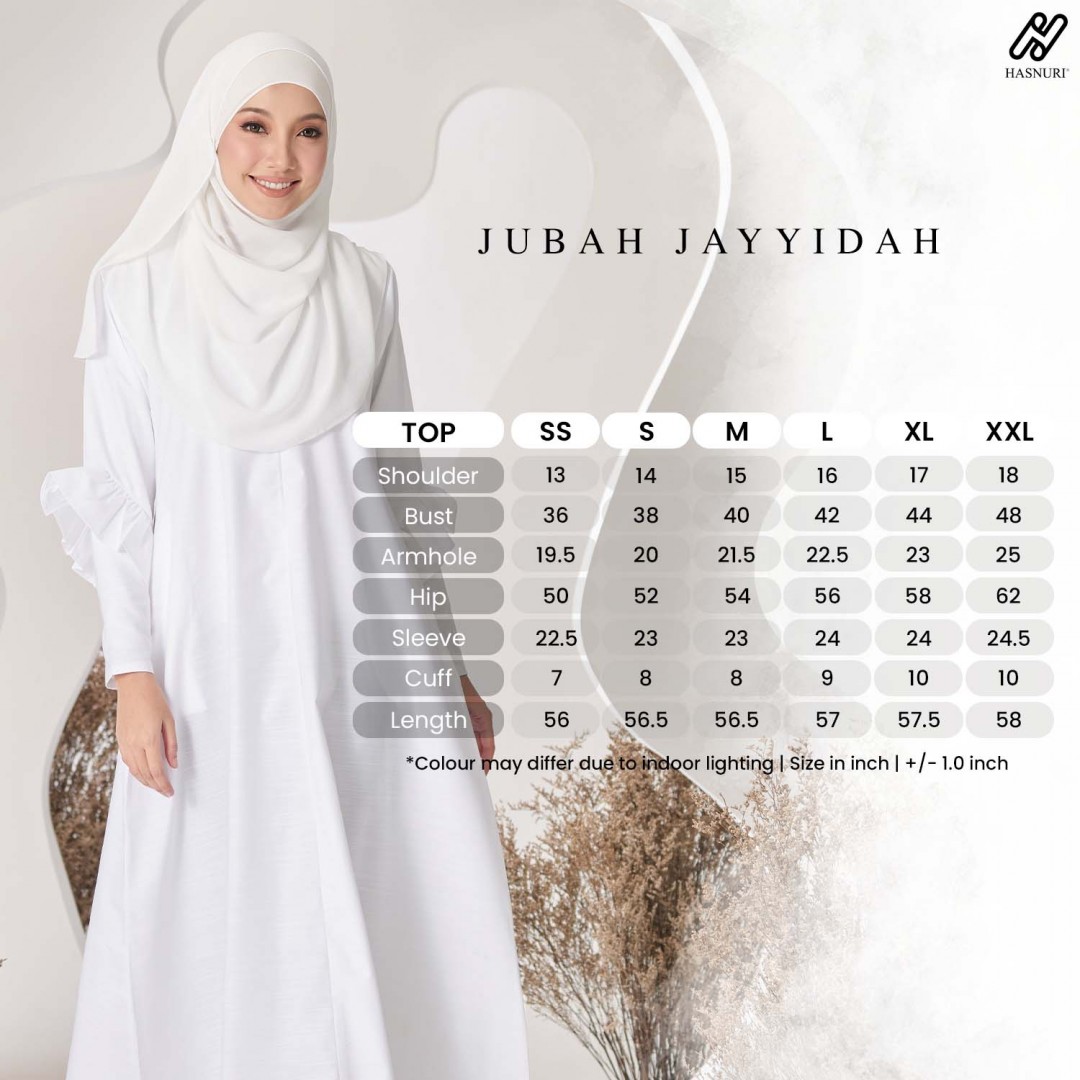 HASNURI
JUBAH JAYYIDAH
TOP SS S M L XL XXL
Shoulder 13 14 15 16 17 18
Bust 36 38 40 42 44 48
Armhole 19.5 20 21.5 22.5 23 25
Hip 50 52 54 56 58 62
Sleeve 22.5 23 23 24 24 24.5
Cuff 7 8 8 9 10 10
Length 56 56.5 56.5 57 57.5 58
*Colour may differ due to indoor lighting | Size in inch | +/- 1.0 inch